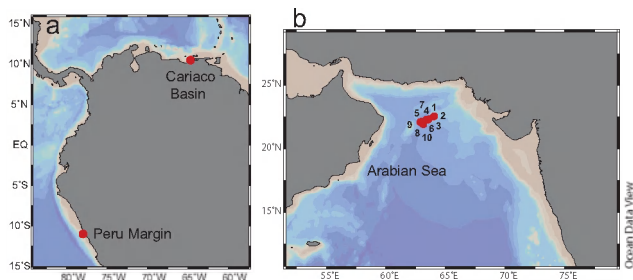 a
15°N
10°N
5°N
EQ
5°S
10°S
15°S
Cariaco
Basin
Peru Margin
80°W 75°W 70°W 65°W 60°W
b
25°N
20°N
15°N
7 1
5 4 2
9 6 3
8 10
Arabian Sea
55°E 60°E 65°E 70°E
Ocean Data View